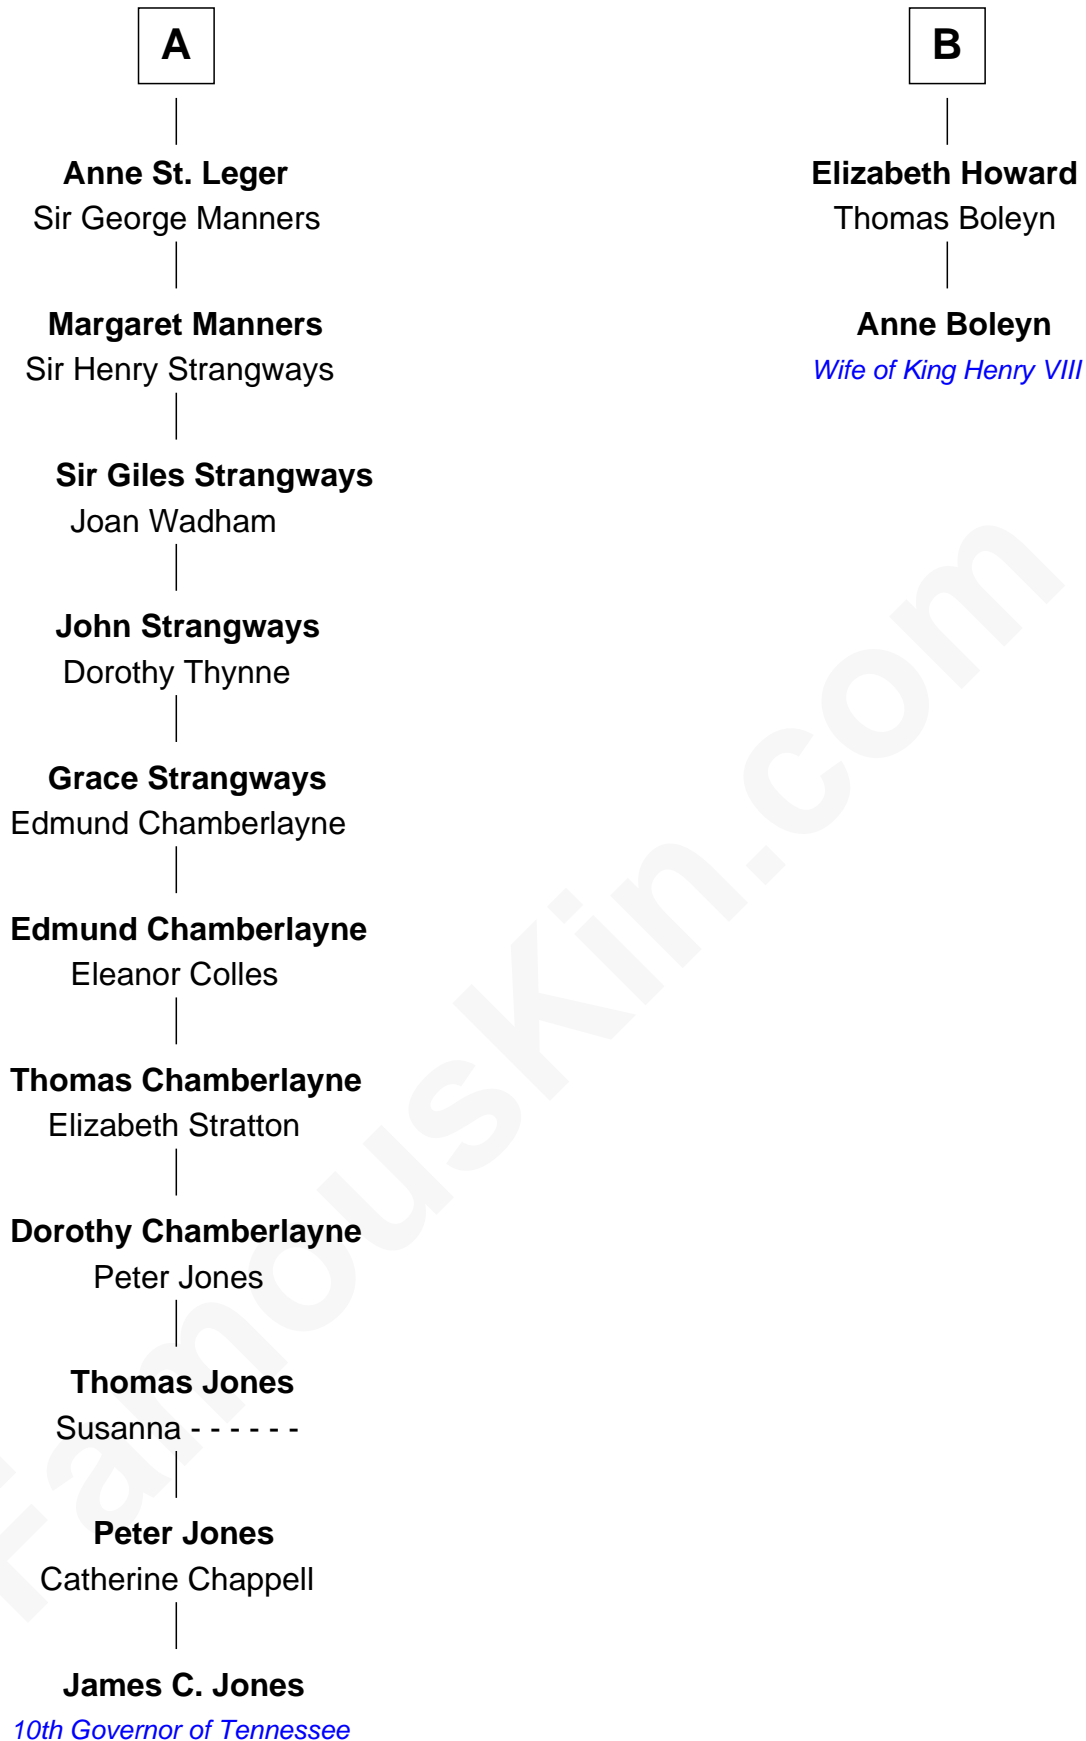 A
Anne St. Leger
Sir George Manners
Margaret Manners
Sir Henry Strangways
Sir Giles Strangways
Joan Wadham
John Strangways
Dorothy Thynne
Grace Strangways
Edmund Chamberlayne
Edmund Chamberlayne
Eleanor Colles
Thomas Chamberlayne
Elizabeth Stratton
Dorothy Chamberlayne
Peter Jones
Thomas Jones
Susanna - - - - - -
Peter Jones
Catherine Chappell
James C. Jones
10th Governor of Tennessee
B
Elizabeth Howard
Thomas Boleyn
Anne Boleyn
Wife of King Henry VIII
FamousKin.com